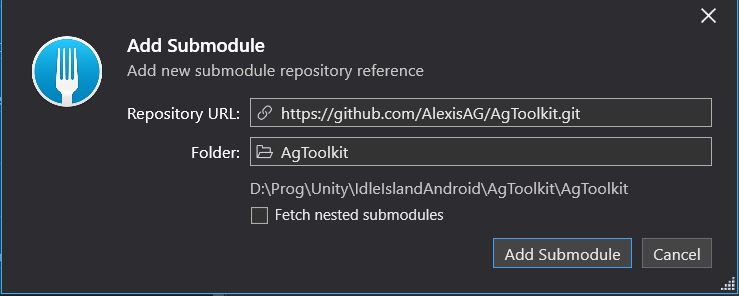 Add Submodule
Add new submodule repository reference
Repository URL: https://github.com/AlexisAG/AgToolkit.git
Folder: AgToolkit
D:\Prog\Unity\IdleIslandAndroid\AgToolkit\AgToolkit
Fetch nested submodules
Add Submodule Cancel